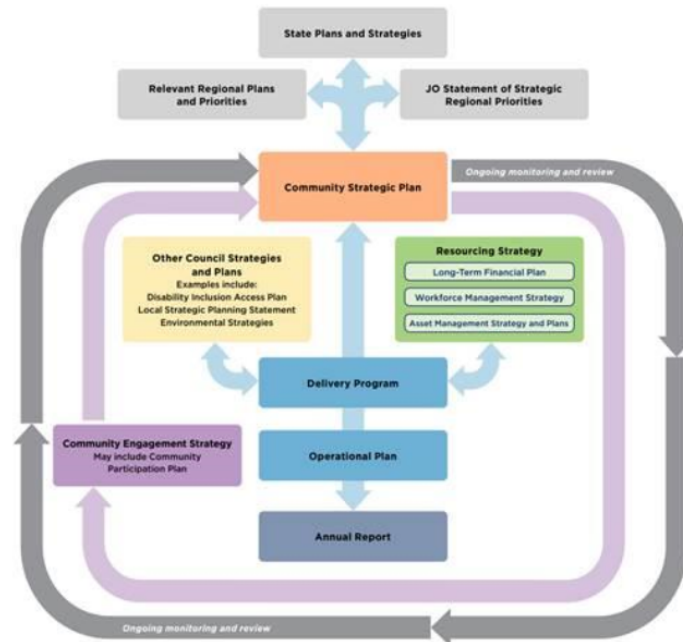 State Plans and Strategies
Relevant Regional Plans
and Priorities
JO Statement of Strategic
Regional Priorities
Community Strategic Plan
Ongoing monitoring and review
Other Council Strategies
and Plans
Examples include:
Disability Inclusion Access Plan
Local Strategic Planning Statement
Environmental Strategies
Resourcing Strategy
Long-Term Financial Plan
Workforce Management Strategy
Asset Management Strategy and Plans
Delivery Program
Community Engagement Strategy
May include Community
Participation Plan
Operational Plan
Annual Report
Ongoing monitoring and review